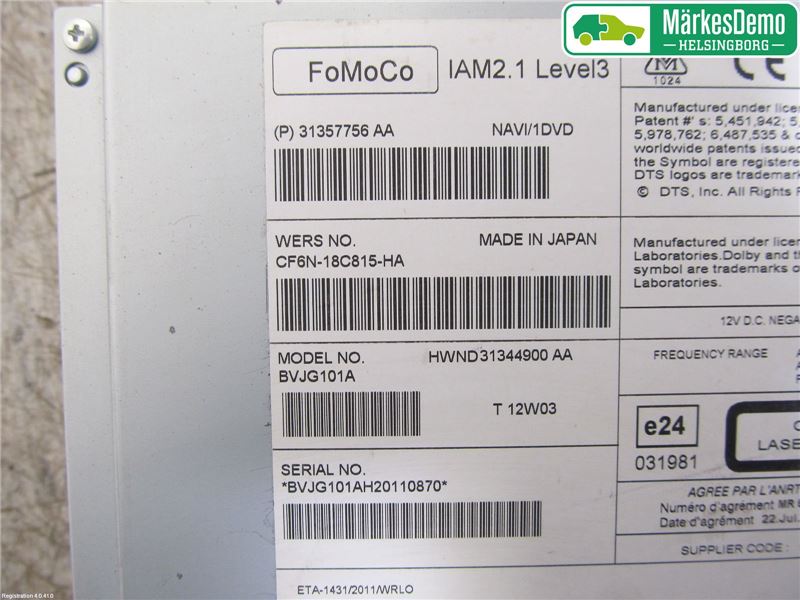 MärkesDemo
HELSINGBORG
FoMoCo IAM2.1 Level3
(P) 31357756 AA NAVI/1DVD
WERS NO. MADE IN JAPAN
CF6N-18C815-HA
MODEL NO. HWND31344900 AA
BVJG101A
T 12W03
SERIAL NO.
*BVJG101AH20110870*
ETA-1431/2011/WRLO
1024
CE
Manufactured under
Patent #' s: 5,451,942;
5,978,762; 6,487,535 &
worldwide patents issued
the Symbol are registere
DTS logos are trademark
© DTS, Inc. All Rights
Manufactured under
Laboratories.Dolby and
symbol are trademarks
Laboratories.
12V D.C. NEGA
FREQUENCY RANGE
e24
031981
LASE
AGREE PAR L'ANRT
Numéro d'agrément MR
Date d'agrément 22.Jul.
SUPPLIER CODE :
Registration 4.0.41.0